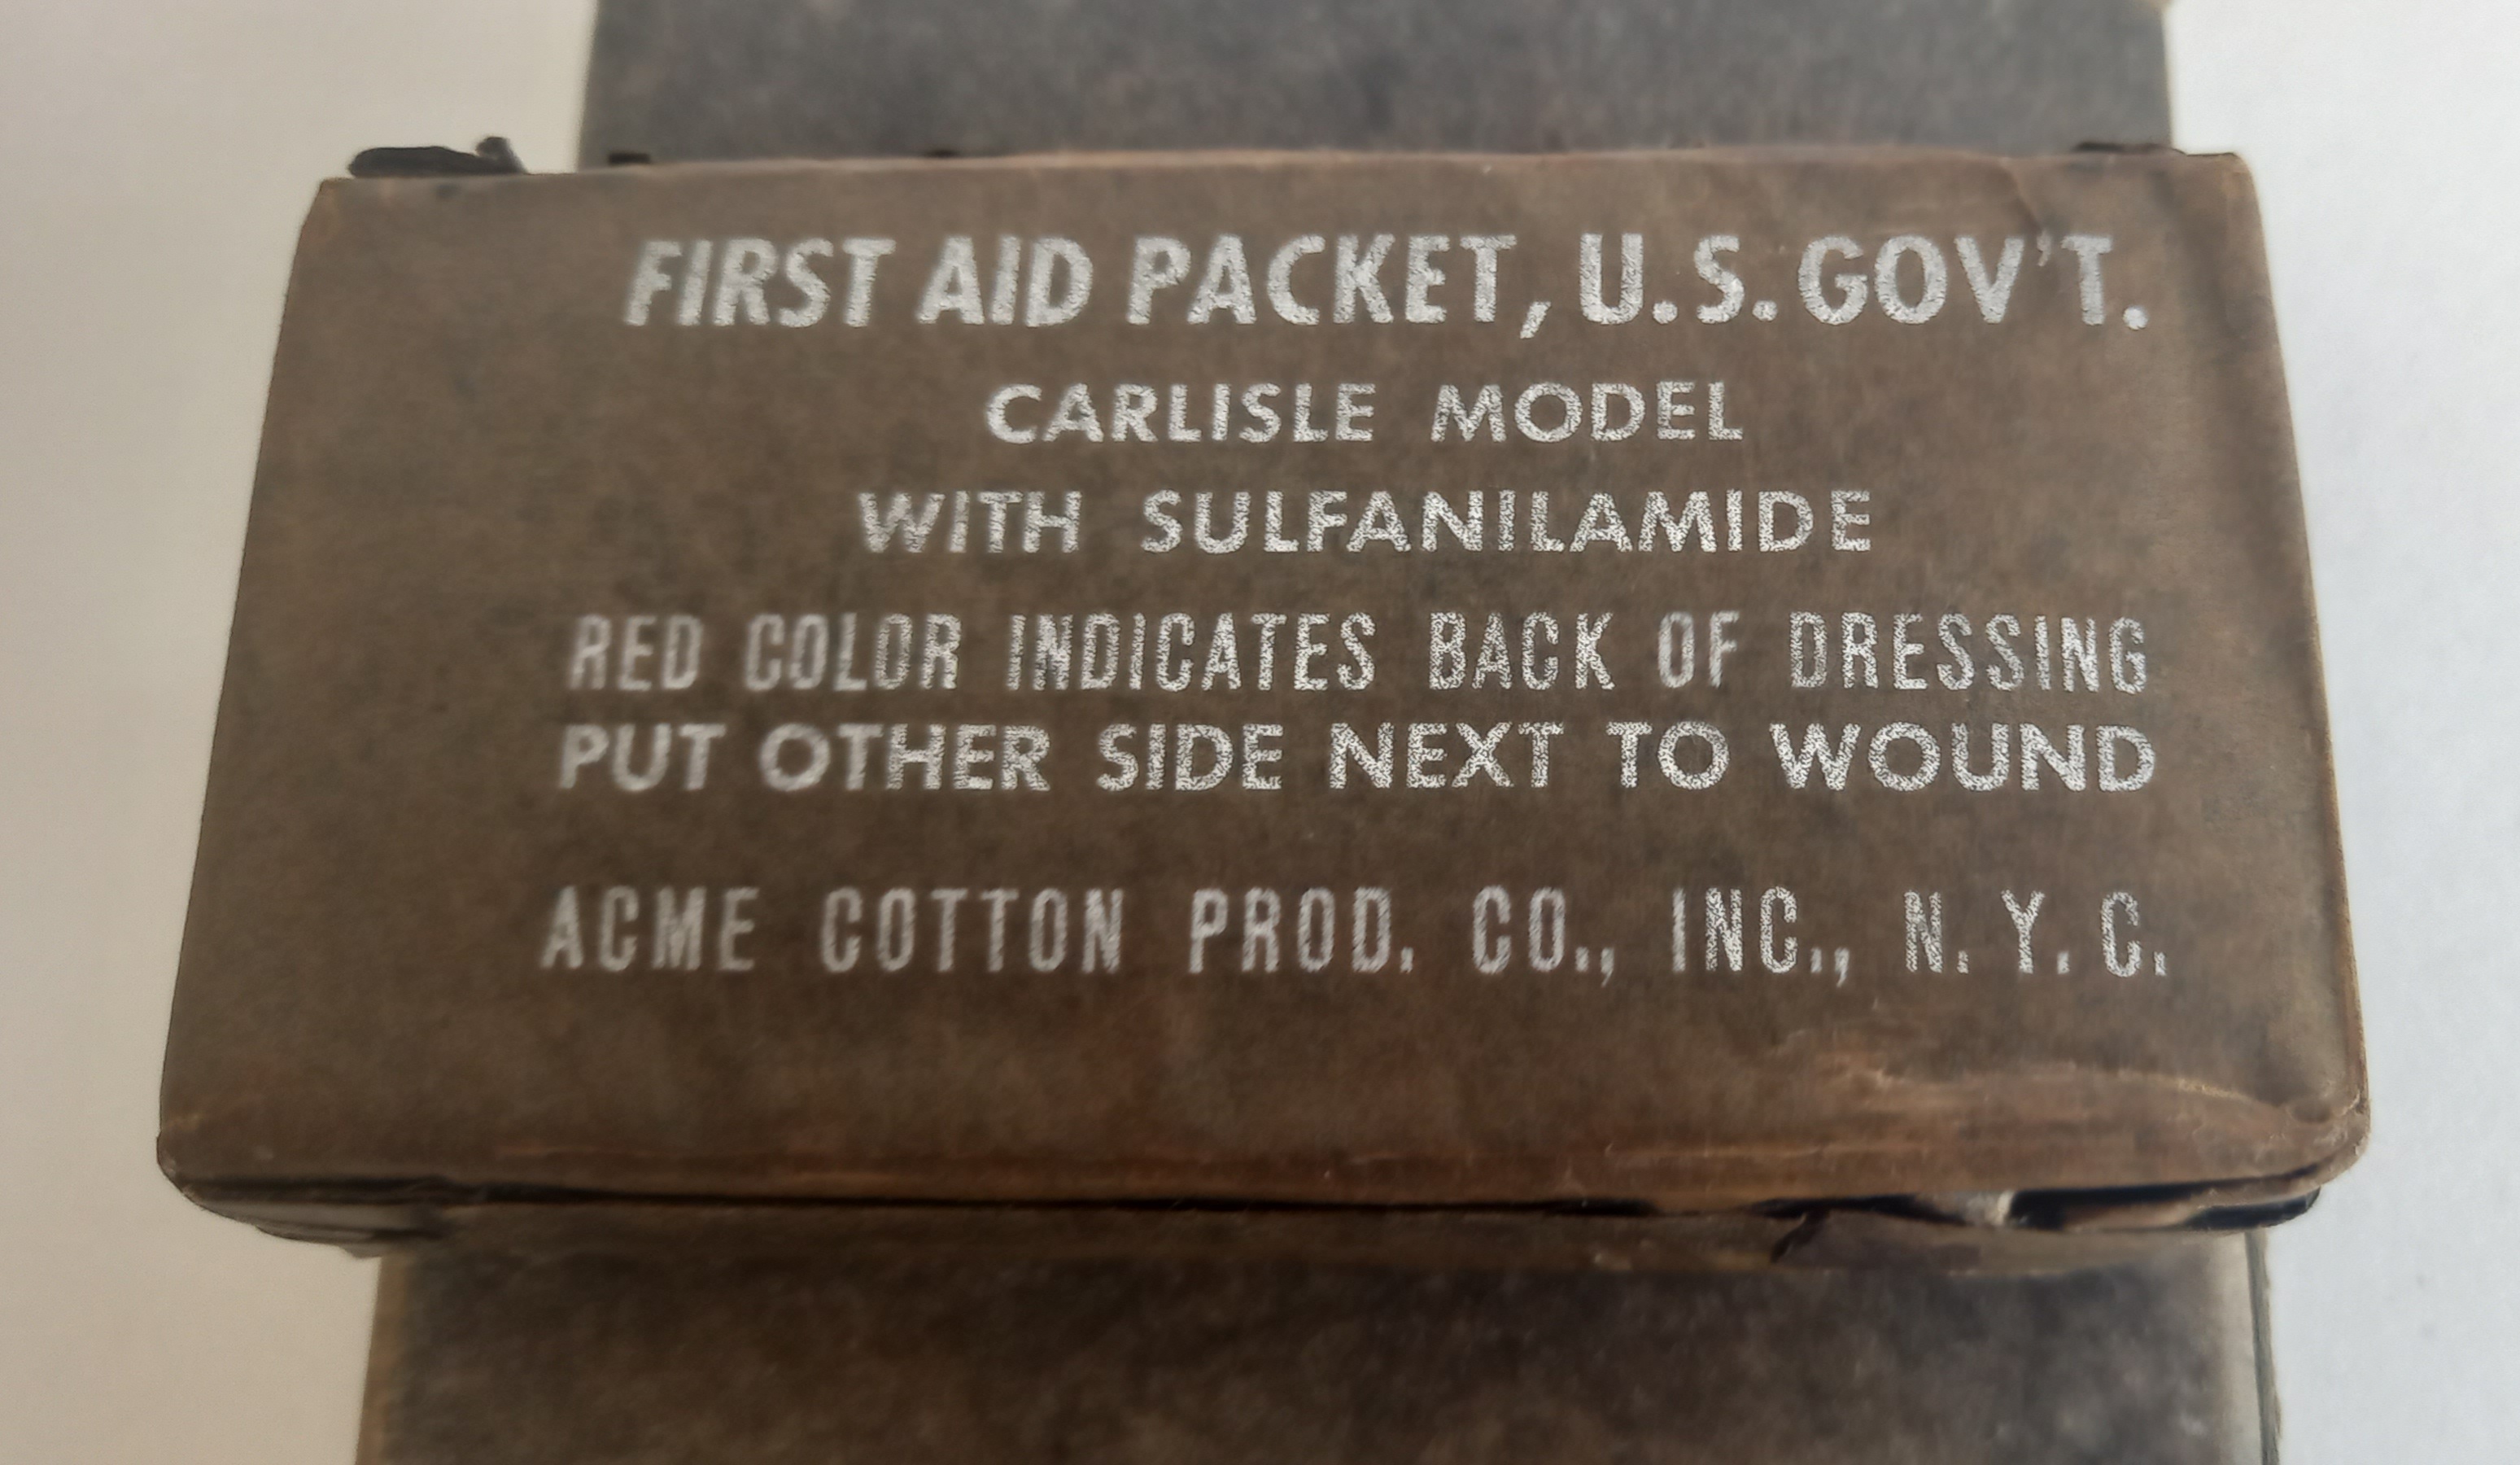 FIRST AID PACKET, U.S. GOV'T.
CARLISLE MODEL
WITH SULFANILAMIDE
RED COLOR INDICATES BACK OF DRESSING
PUT OTHER SIDE NEXT TO WOUND
ACME COTTON PROD. CO., INC., N. Y. C.